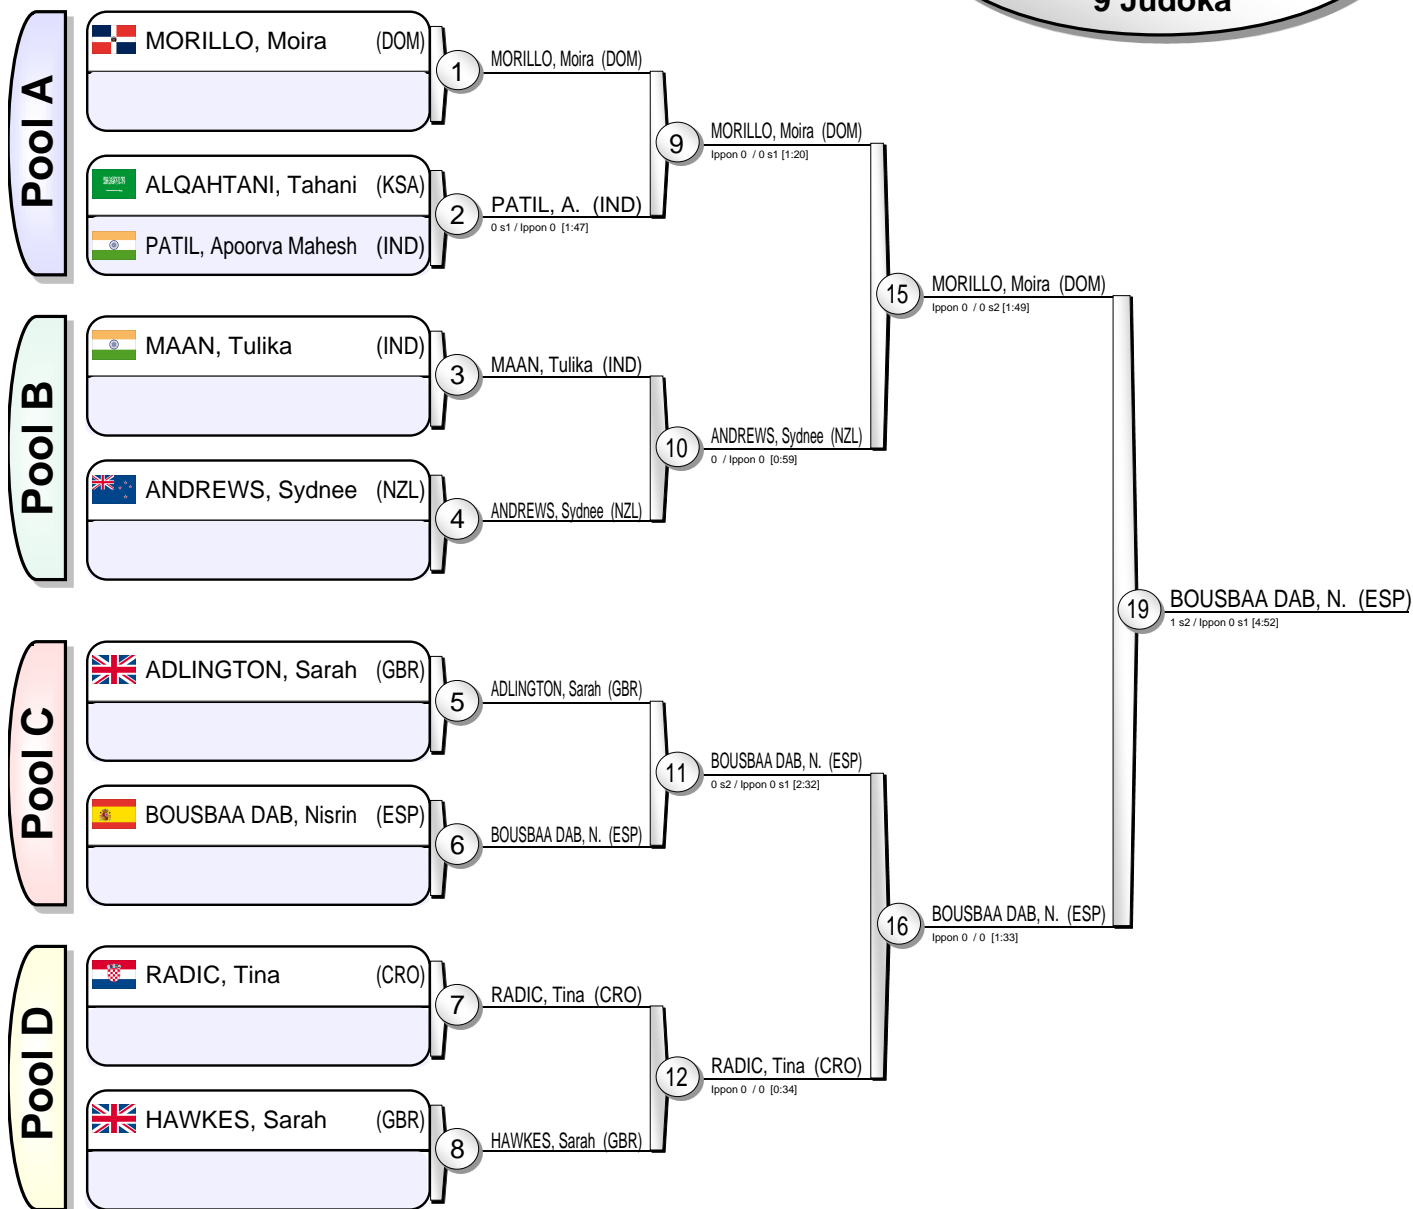 9 Judoka
Pool A
MORILLO, Moira (DOM)
ALQAHTANI, Tahani (KSA)
PATIL, Apoorva Mahesh (IND)
Pool B
MAAN, Tulika (IND)
ANDREWS, Sydnee (NZL)
Pool C
ADLINGTON, Sarah (GBR)
BOUSBAA DAB, Nisrin (ESP)
Pool D
RADIC, Tina (CRO)
HAWKES, Sarah (GBR)
1
MORILLO, Moira (DOM)
2
PATIL, A. (IND)
0 s1 / Ippon 0 [1:47]
3
MAAN, Tulika (IND)
4
ANDREWS, Sydnee (NZL)
5
ADLINGTON, Sarah (GBR)
6
BOUSBAA DAB, N. (ESP)
7
RADIC, Tina (CRO)
8
HAWKES, Sarah (GBR)
9
MORILLO, Moira (DOM)
Ippon 0 / 0 s1 [1:20]
10
ANDREWS, Sydnee (NZL)
0 / Ippon 0 [0:59]
11
BOUSBAA DAB, N. (ESP)
0 s2 / Ippon 0 s1 [2:32]
12
RADIC, Tina (CRO)
Ippon 0 / 0 [0:34]
15
MORILLO, Moira (DOM)
Ippon 0 / 0 s2 [1:49]
16
BOUSBAA DAB, N. (ESP)
Ippon 0 / 0 [1:33]
19
BOUSBAA DAB, N. (ESP)
1 s2 / Ippon 0 s1 [4:52]